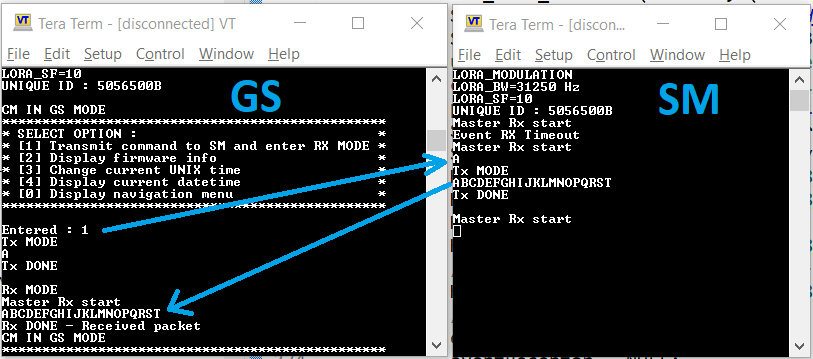 Tera Term - [disconnected] VT
File Edit Setup Control Window Help
LORA_SF=10
UNIQUE ID : 5056500B
GS
CM IN GS MODE
**************************************************
* SELECT OPTION : *
* [1] Transmit command to SM and enter RX MODE *
* [2] Display firmware info *
* [3] Change current UNIX time *
* [4] Display current datetime *
* [0] Display navigation menu *
**************************************************
Entered : 1
Tx MODE
A
Tx DONE
Rx MODE
Master Rx start
ABCDEFGHIJKLMNOPQRST
Rx DONE - Received packet
CM IN GS MODE
**************************************************
Tera Term - [discon...
File Edit Setup Control Window Help
LORA_MODULATION
LORA_BW=31250 Hz
LORA_SF=10
SM
UNIQUE ID : 5056500B
Master Rx start
Event RX Timeout
Master Rx start
A
Tx MODE
ABCDEFGHIJKLMNOPQRST
Tx DONE
Master Rx start